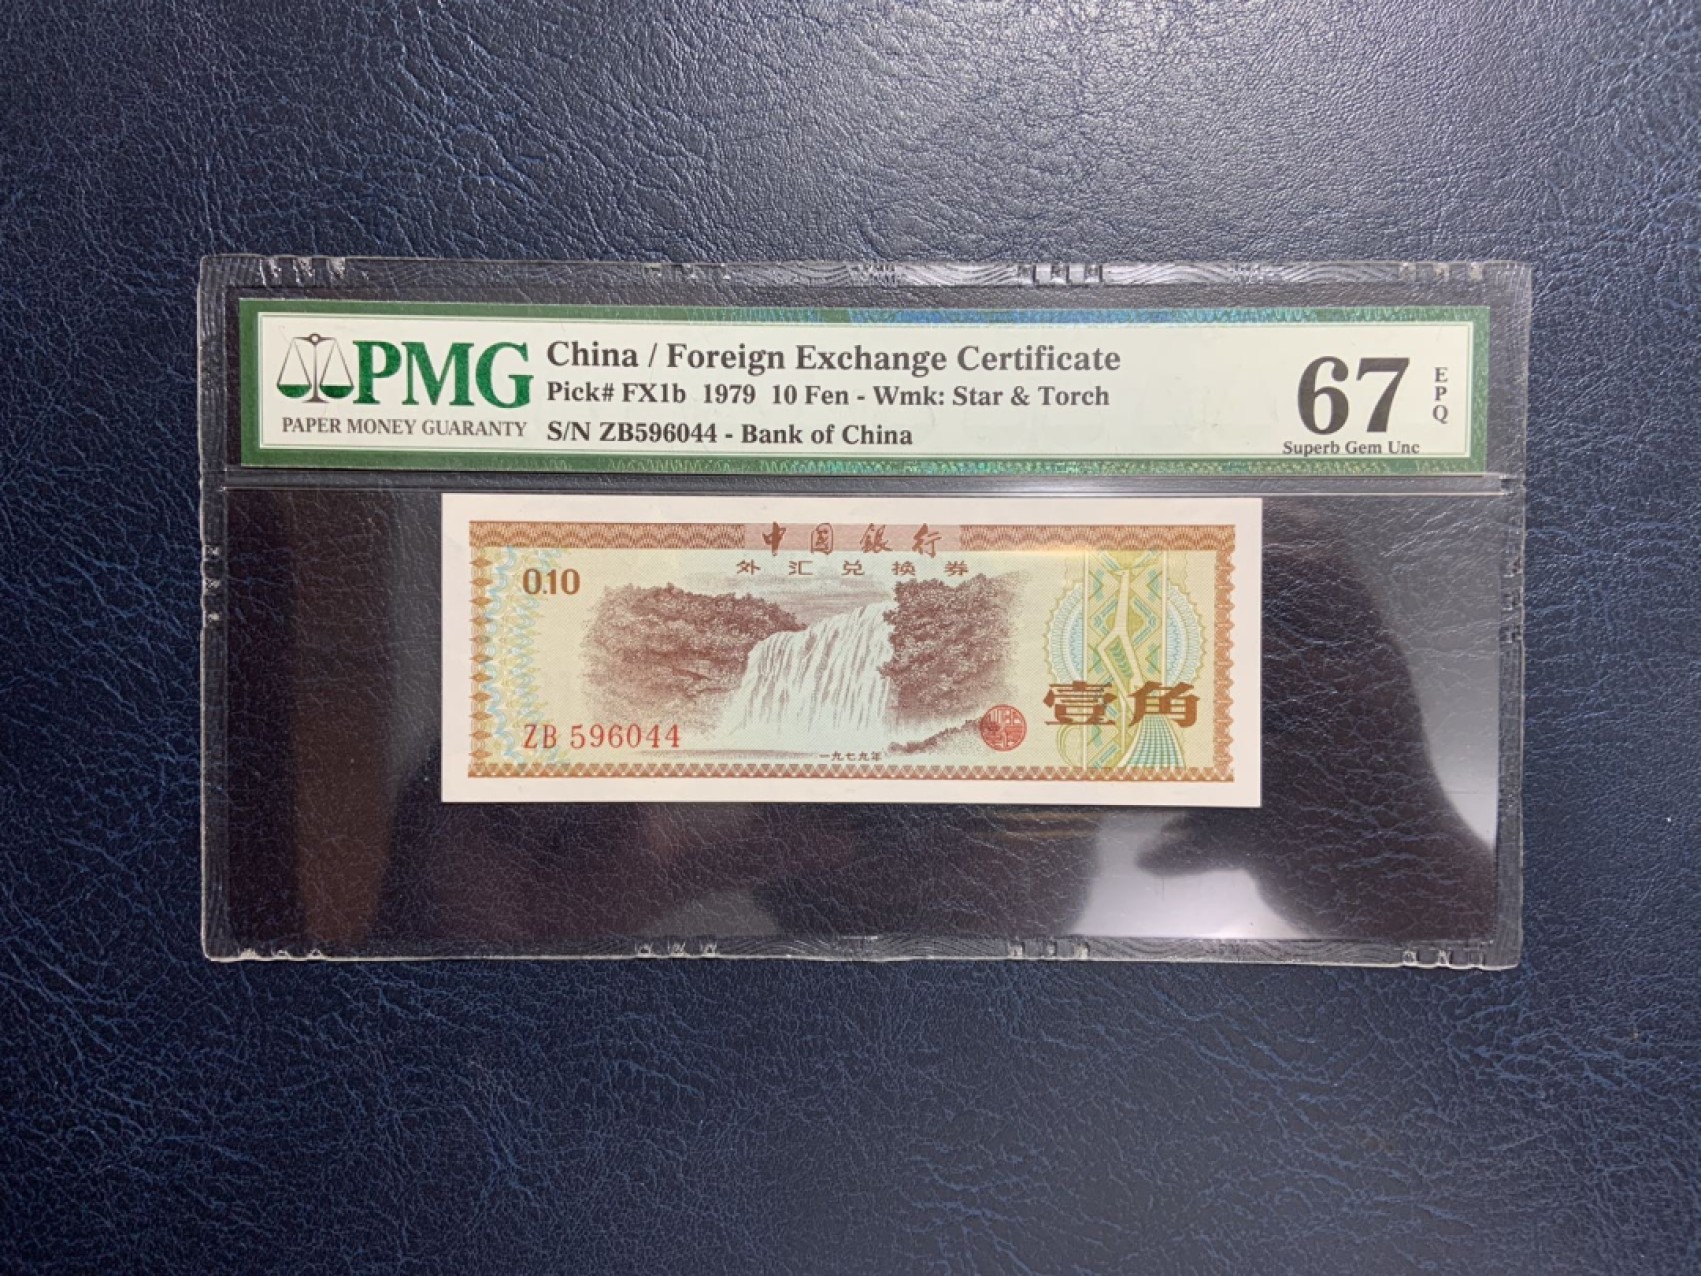 PMG
PAPER MONEY GUARANTY
China / Foreign Exchange Certificate
Pick# FX1b 1979 10 Fen - Wmk: Star & Torch
S/N ZB596044 - Bank of China
67
EPQ
Superb Gem Unc
中国銀行
外汇兑换券
0.10
壹角
ZB 596044
一九七九年